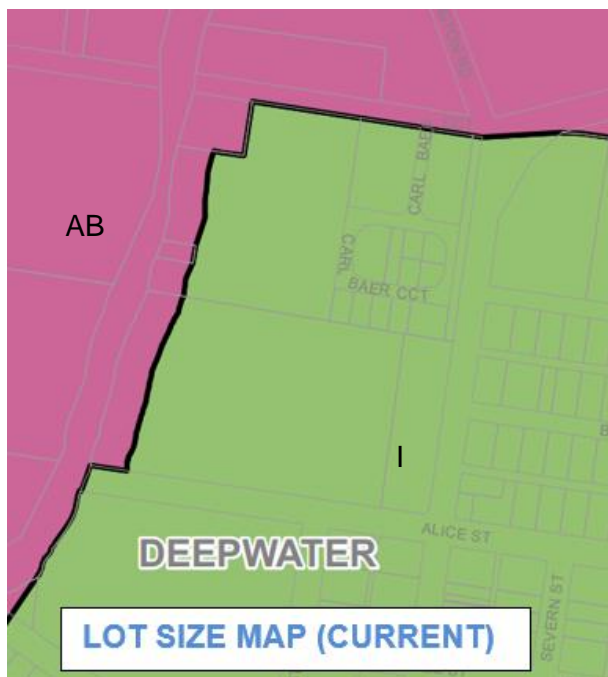 CARL BAER
AB
CARL
BAER CCT
I
ALICE ST
DEEPWATER
SEVERN ST
LOT SIZE MAP (CURRENT)